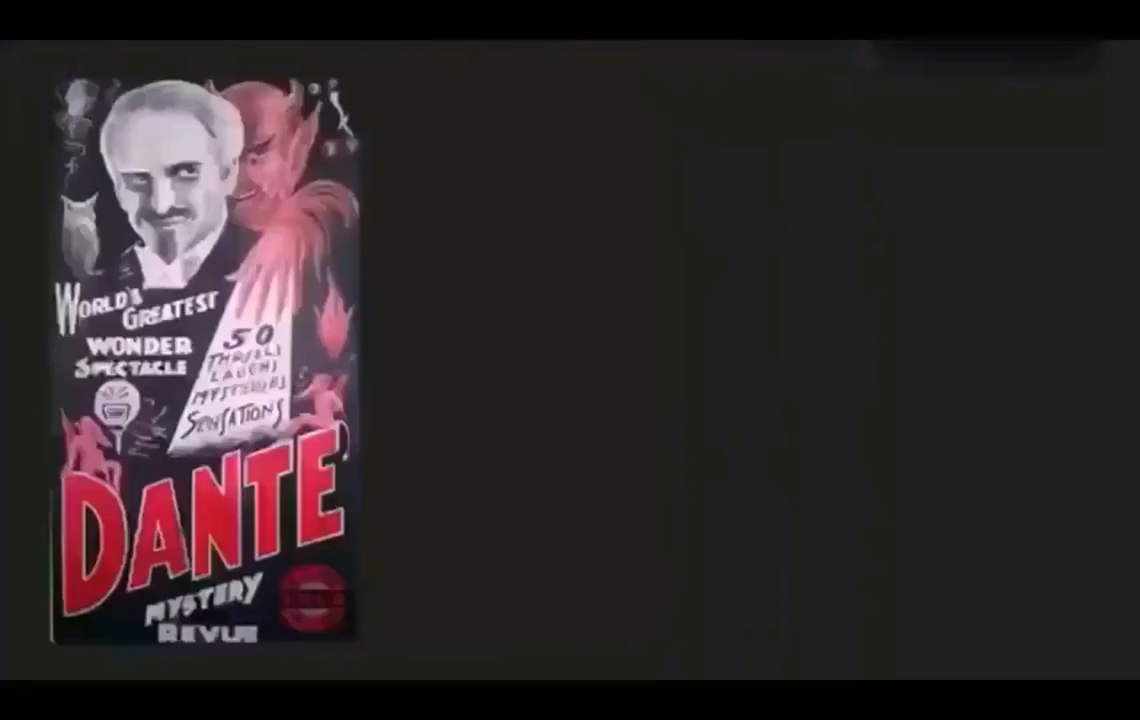 WORLD'S
GREATEST
WONDER
SPECTACLE
50
THRILLS
LAUGHS
MYSTERIES
SENSATIONS
DANTE
MYSTERY
REVUE